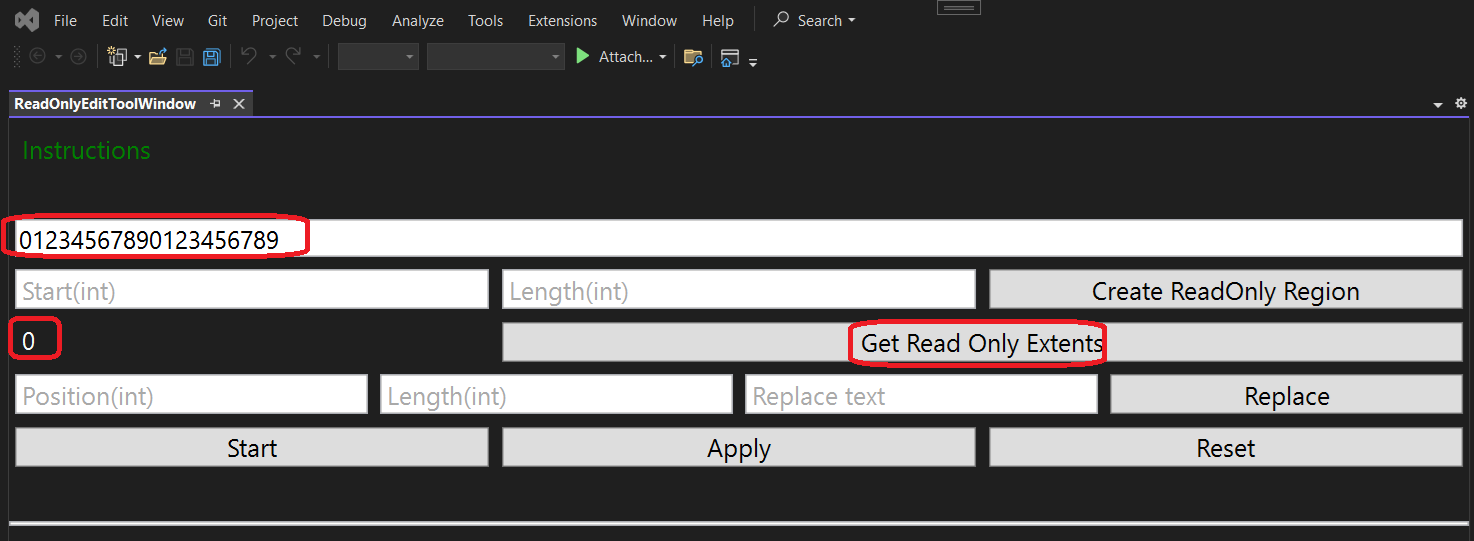 File Edit View Git Project Debug Analyze Tools Extensions Window Help Search
Attach...
ReadOnlyEditToolWindow
Instructions
01234567890123456789
Start(int) Length(int) Create ReadOnly Region
0 Get Read Only Extents
Position(int) Length(int) Replace text Replace
Start Apply Reset